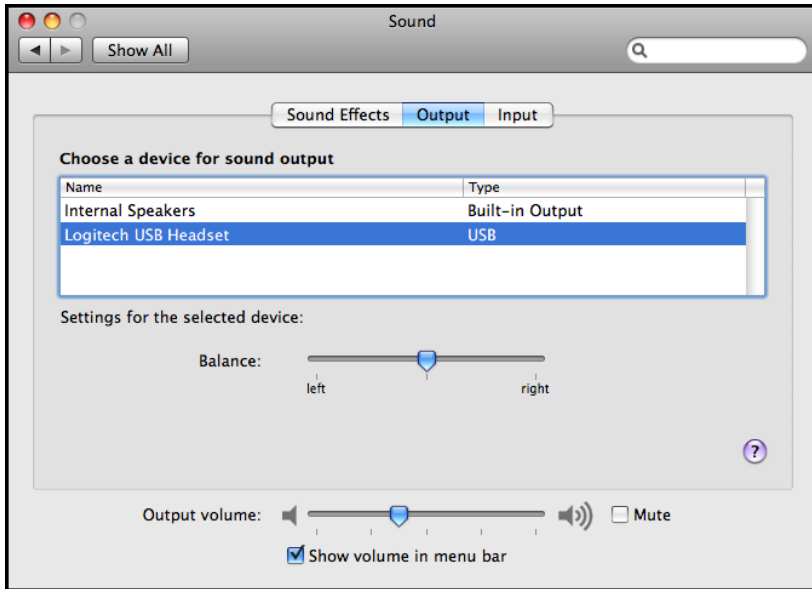 Sound
Show All
Sound Effects Output Input
Choose a device for sound output
Name Type
Internal Speakers Built-in Output
Logitech USB Headset USB
Settings for the selected device:
Balance:
left right
?
Output volume: Mute
Show volume in menu bar